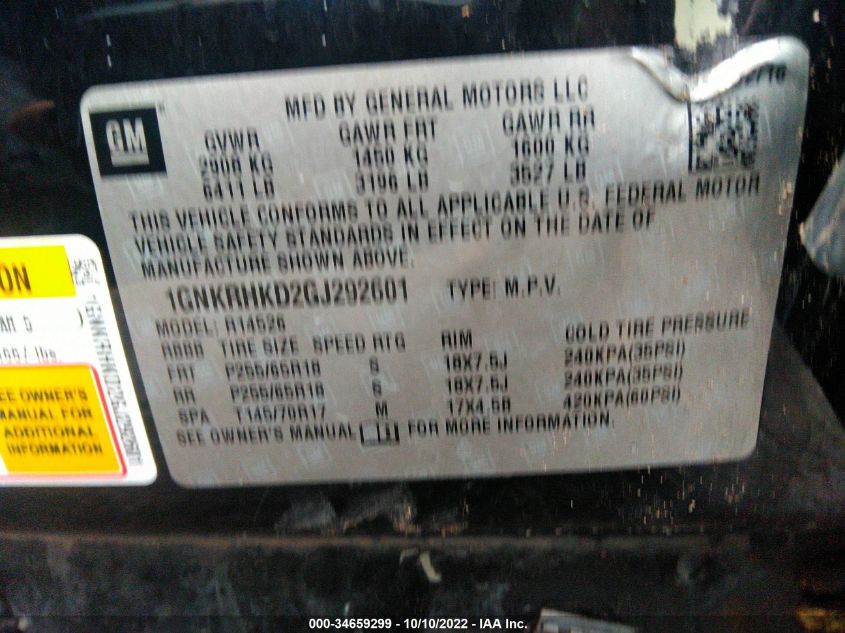 MFD BY GENERAL MOTORS LLC
GM
GVWR GAWR FRT GAWR RR
2908 KG 1450 KG 1600 KG
6411 LB 3196 LB 3527 LB
THIS VEHICLE CONFORMS TO ALL APPLICABLE U.S. FEDERAL MOTOR
VEHICLE SAFETY STANDARDS IN EFFECT ON THE DATE OF
MANUFACTURE SHOWN ABOVE.
1GNKRHKD2GJ292601 TYPE: M.P.V.
MODEL: R14526
TIRE SIZE SPEED RTG RIM COLD TIRE PRESSURE
FRT P255/65R18 S 18X7.5J 240KPA(35PSI)
RR P255/65R18 S 18X7.5J 240KPA(35PSI)
SPA T145/70R17 M 17X4.5B 420KPA(60PSI)
SEE OWNER'S MANUAL FOR MORE INFORMATION.
ON
lbs.
EE OWNER'S
MANUAL FOR
ADDITIONAL
INFORMATION
1GNKRHKD2GJ292601
000-34659299 - 10/10/2022 - IAA Inc.